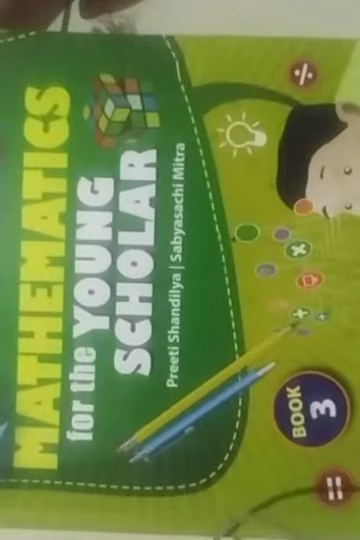 MATHEMATICS
for the YOUNG
SCHOLAR
Preeti Shandilya | Sabyasachi Mitra
BOOK
3